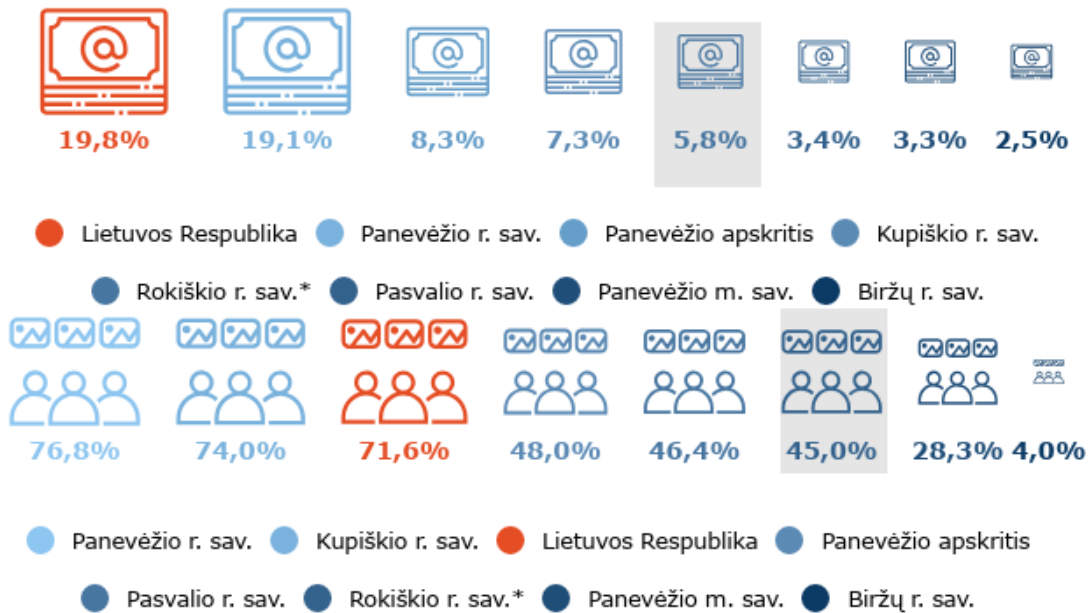 19,8% 19,1% 8,3% 7,3% 5,8% 3,4% 3,3% 2,5%
Lietuvos Respublika Panevėžio r. sav. Panevėžio apskritis Kupiškio r. sav.
Rokiškio r. sav.* Pasvalio r. sav. Panevėžio m. sav. Biržų r. sav.
76,8% 74,0% 71,6% 48,0% 46,4% 45,0% 28,3% 4,0%
Panevėžio r. sav. Kupiškio r. sav. Lietuvos Respublika Panevėžio apskritis
Pasvalio r. sav. Rokiškio r. sav.* Panevėžio m. sav. Biržų r. sav.